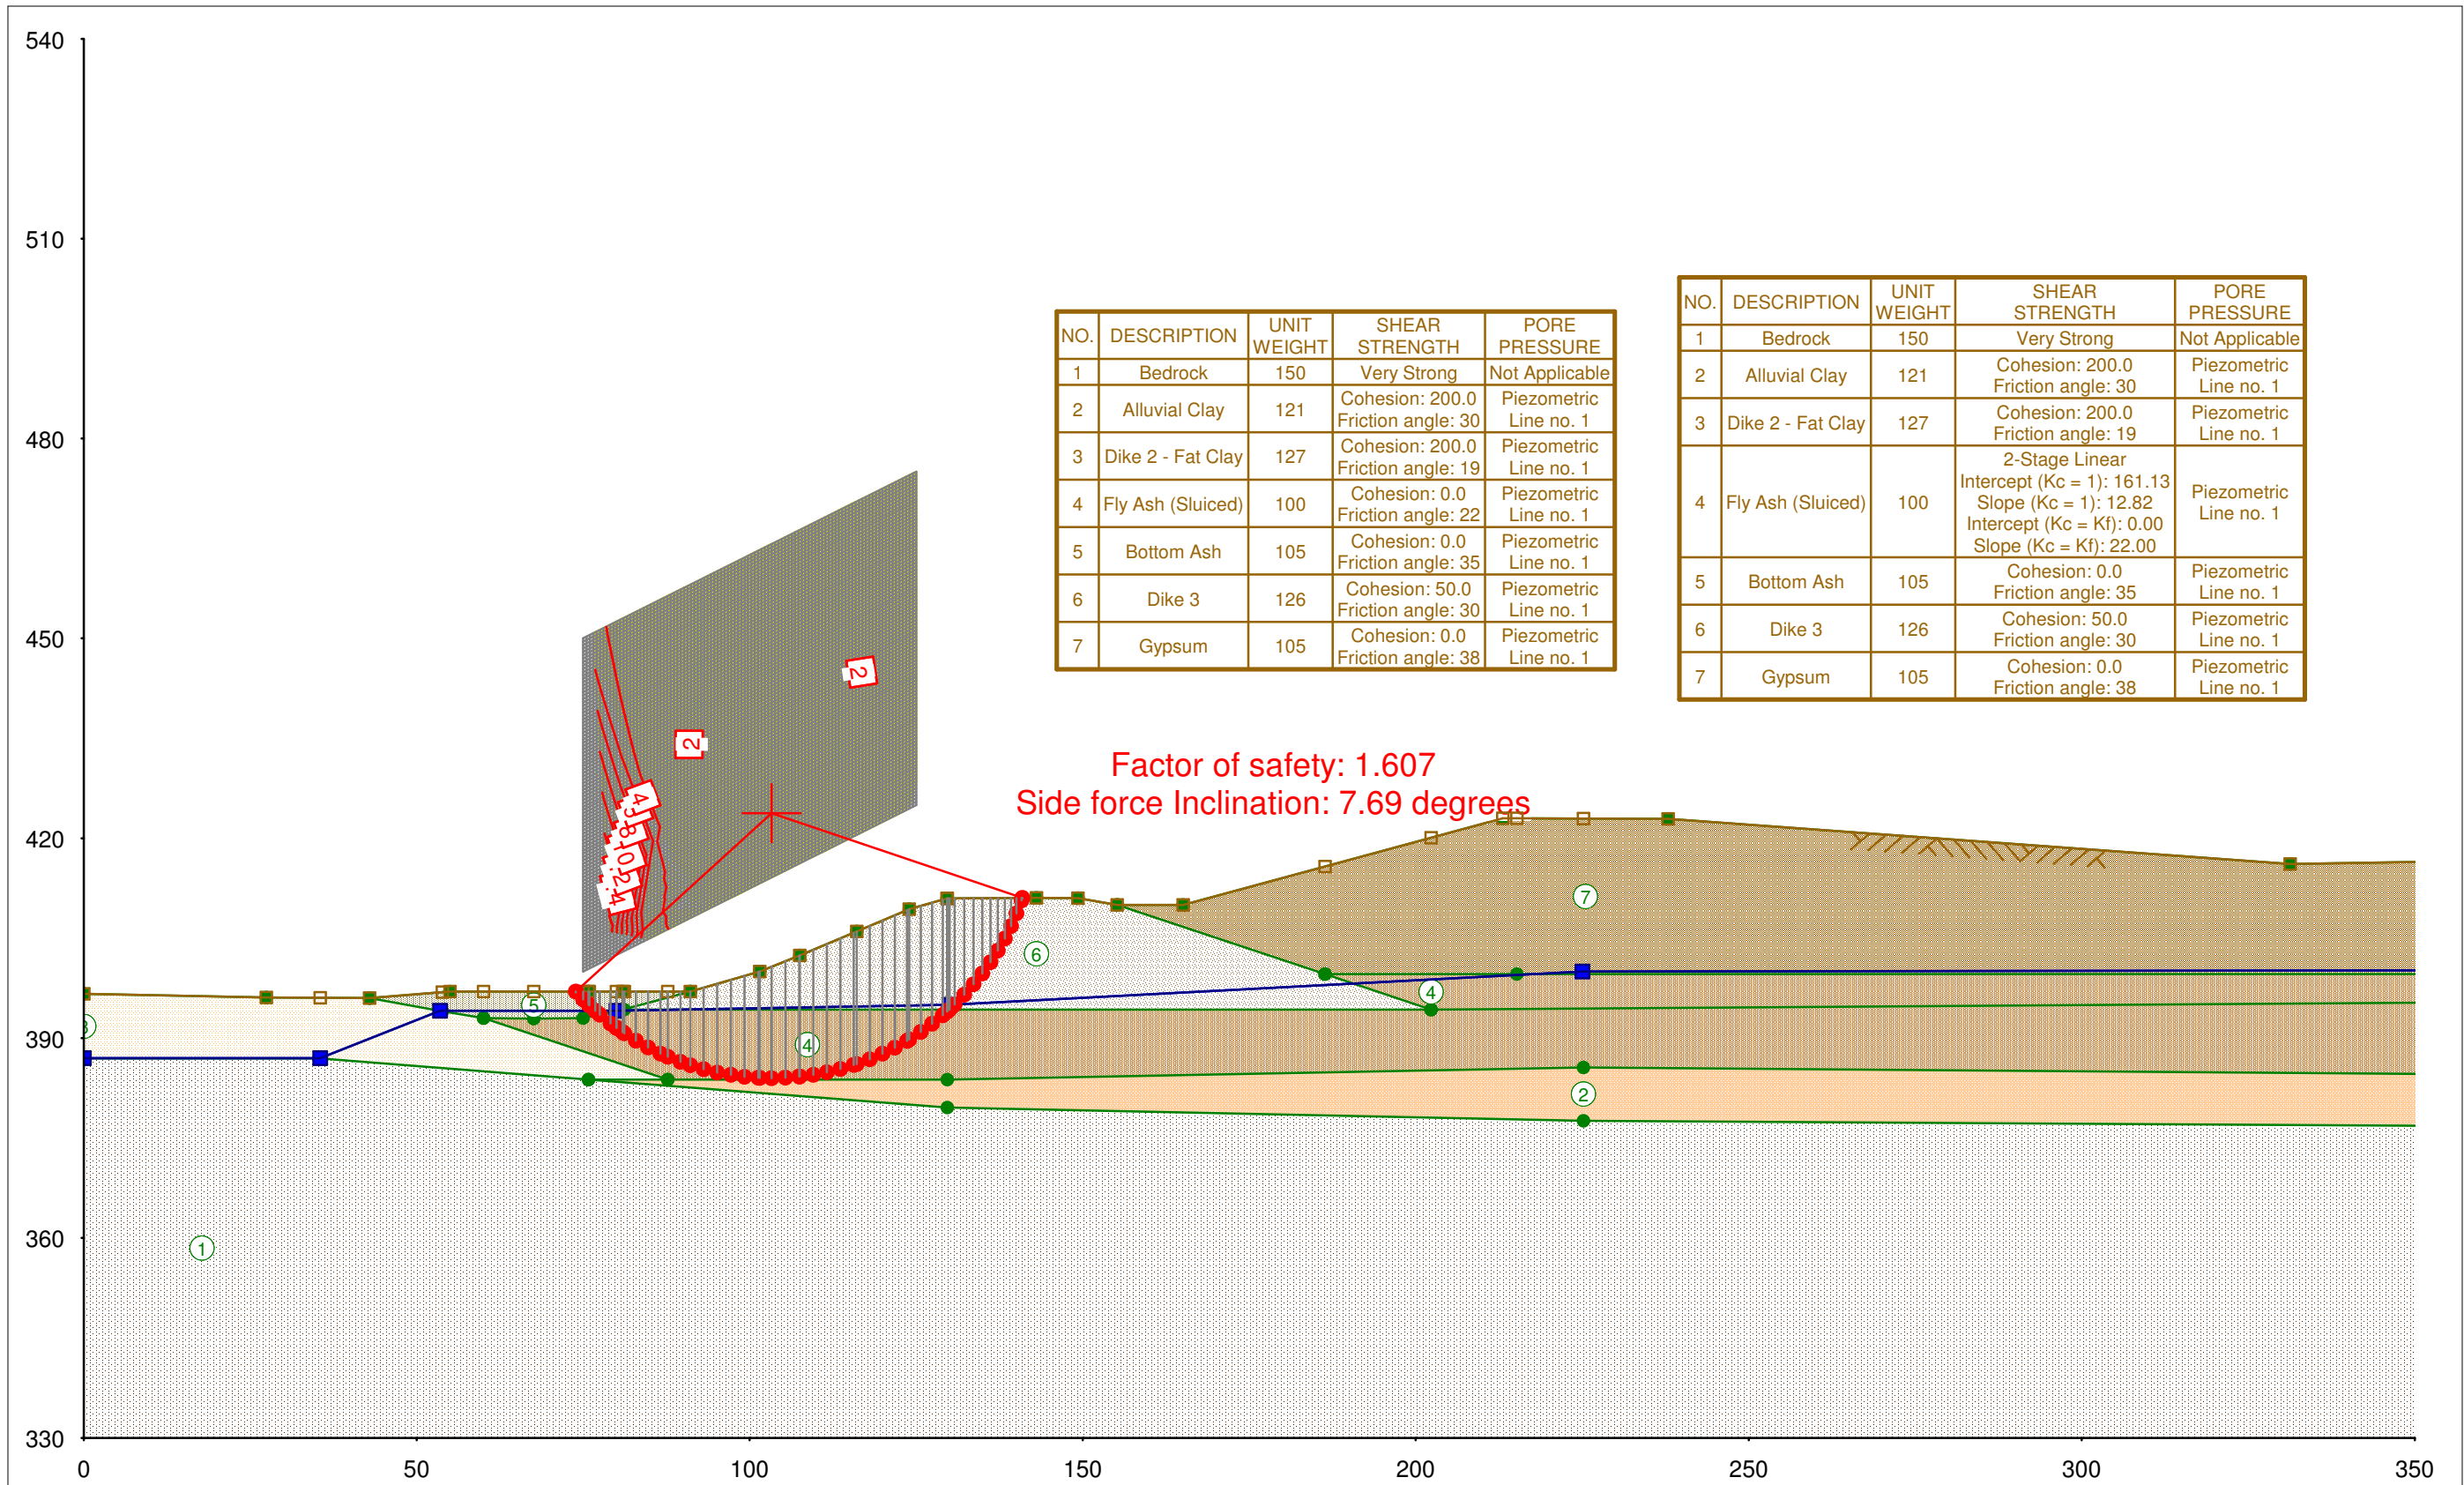 540
510
480
450
420
390
360
330
0
50
100
150
200
250
300
350
NO. DESCRIPTION UNIT WEIGHT SHEAR STRENGTH PORE PRESSURE
1 Bedrock 150 Very Strong Not Applicable
2 Alluvial Clay 121 Cohesion: 200.0 Friction angle: 30 Piezometric Line no. 1
3 Dike 2 - Fat Clay 127 Cohesion: 200.0 Friction angle: 19 Piezometric Line no. 1
4 Fly Ash (Sluiced) 100 Cohesion: 0.0 Friction angle: 22 Piezometric Line no. 1
5 Bottom Ash 105 Cohesion: 0.0 Friction angle: 35 Piezometric Line no. 1
6 Dike 3 126 Cohesion: 50.0 Friction angle: 30 Piezometric Line no. 1
7 Gypsum 105 Cohesion: 0.0 Friction angle: 38 Piezometric Line no. 1
NO. DESCRIPTION UNIT WEIGHT SHEAR STRENGTH PORE PRESSURE
1 Bedrock 150 Very Strong Not Applicable
2 Alluvial Clay 121 Cohesion: 200.0 Friction angle: 30 Piezometric Line no. 1
3 Dike 2 - Fat Clay 127 Cohesion: 200.0 Friction angle: 19 Piezometric Line no. 1
4 Fly Ash (Sluiced) 100 2-Stage Linear Intercept (Kc = 1): 161.13 Slope (Kc = 1): 12.82 Intercept (Kc = Kf): 0.00 Slope (Kc = Kf): 22.00 Piezometric Line no. 1
5 Bottom Ash 105 Cohesion: 0.0 Friction angle: 35 Piezometric Line no. 1
6 Dike 3 126 Cohesion: 50.0 Friction angle: 30 Piezometric Line no. 1
7 Gypsum 105 Cohesion: 0.0 Friction angle: 38 Piezometric Line no. 1
2
2
4
Factor of safety: 1.607
Side force Inclination: 7.69 degrees
7
6
4
5
3
4
2
1